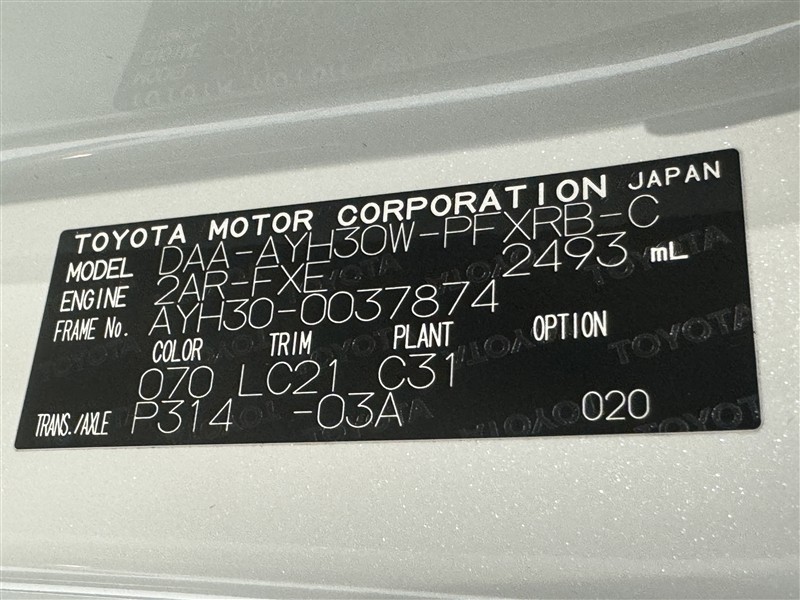 TOYOTA MOTOR CORPORATION JAPAN
MODEL DAA-AYH30W-PFXRB-C
ENGINE 2AR-FXE 2493 mL
FRAME No. AYH30-0037874
COLOR TRIM PLANT OPTION
070 LC21 C31
TRANS./AXLE P314 -03A 020